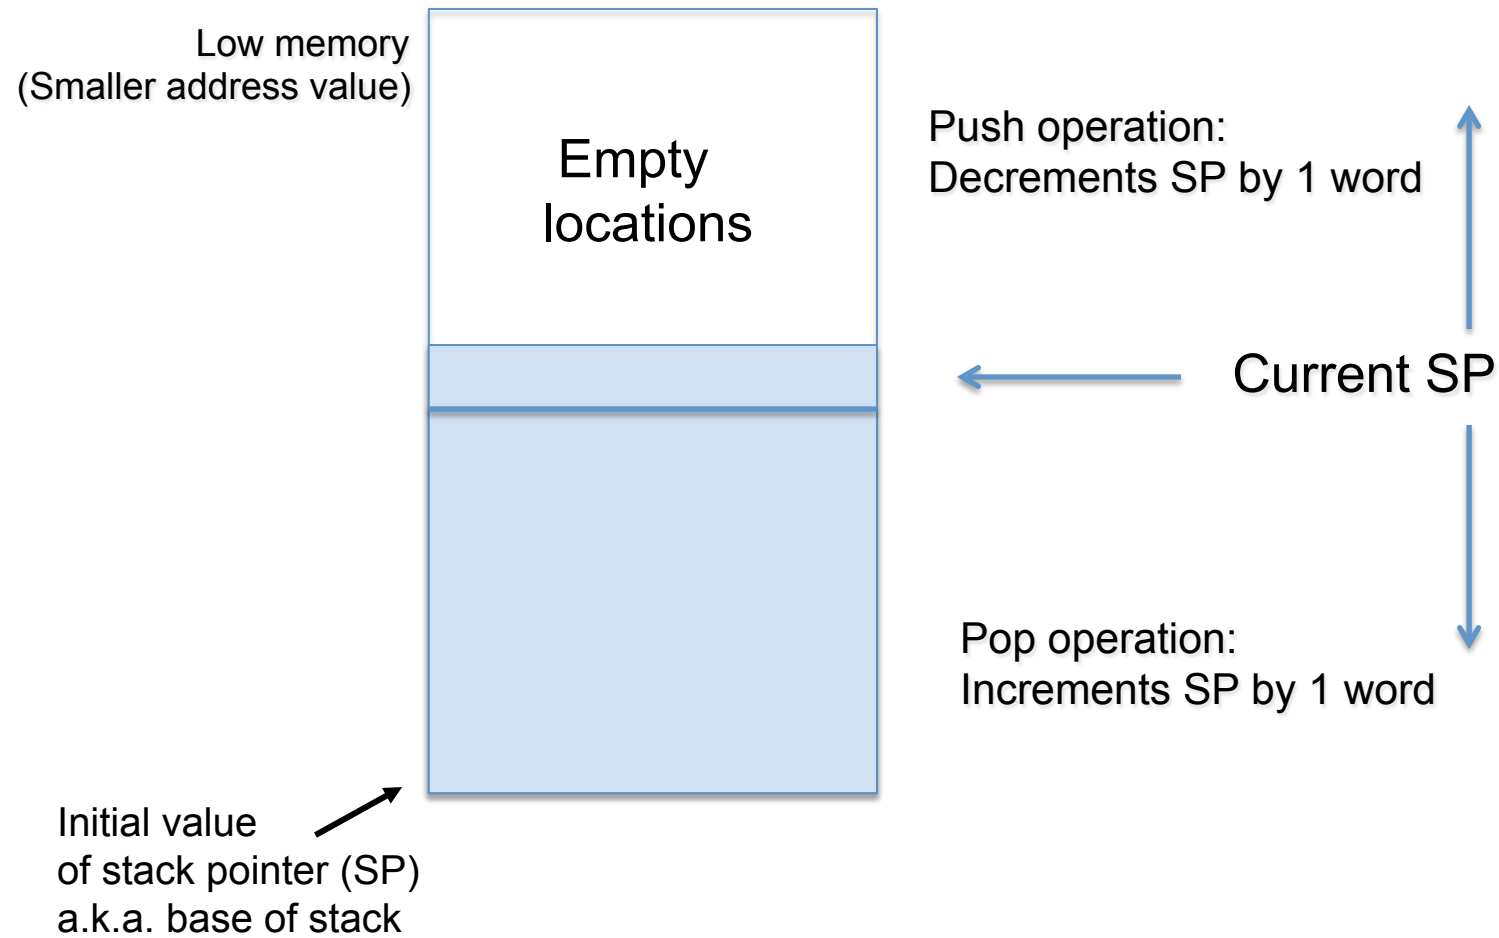 Low memory
(Smaller address value)
Empty
locations
Push operation:
Decrements SP by 1 word
Current SP
Pop operation:
Increments SP by 1 word
Initial value
of stack pointer (SP)
a.k.a. base of stack